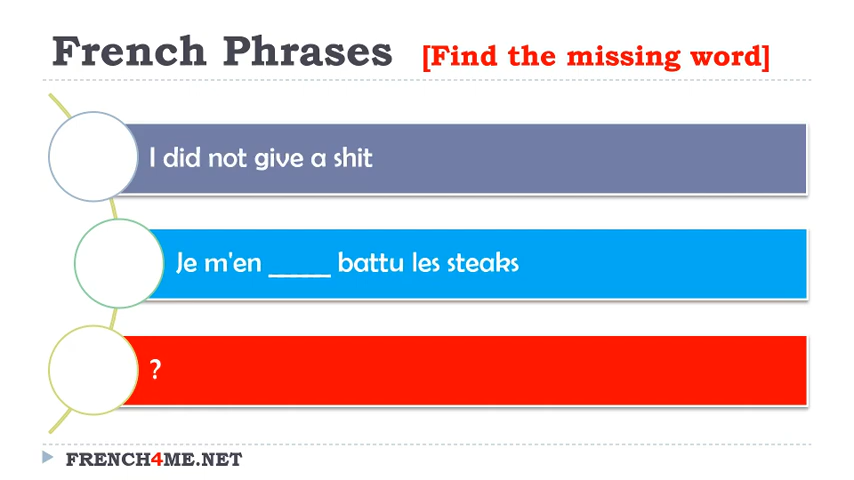 French Phrases [Find the missing word]
I did not give a shit
Je m'en _____ battu les steaks
?
FRENCH4ME.NET